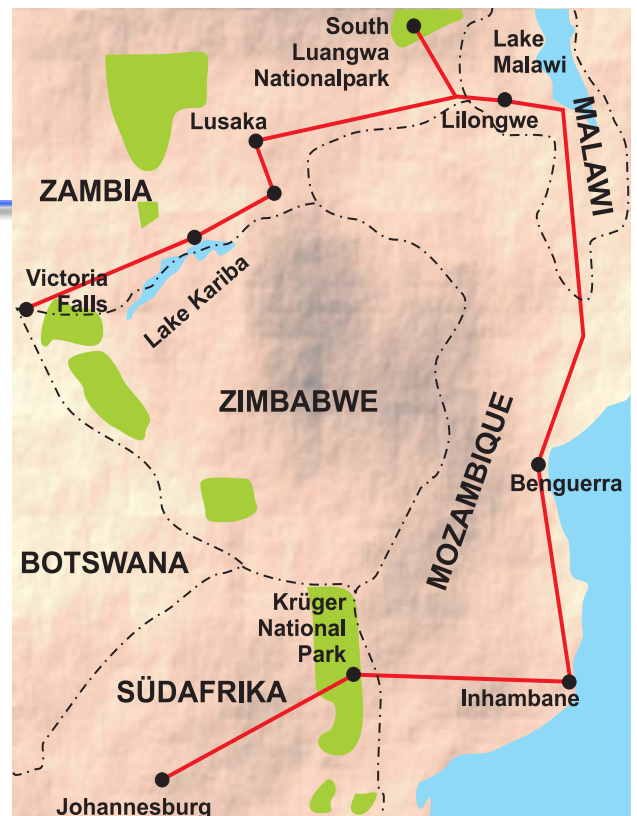 South
Luangwa
Nationalpark
Lake
Malawi
MALAWI
Lusaka
Lilongwe
ZAMBIA
Victoria
Falls
Lake Kariba
ZIMBABWE
MOZAMBIQUE
Benguerra
BOTSWANA
Krüger
National
Park
SÜDAFRIKA
Inhambane
Johannesburg